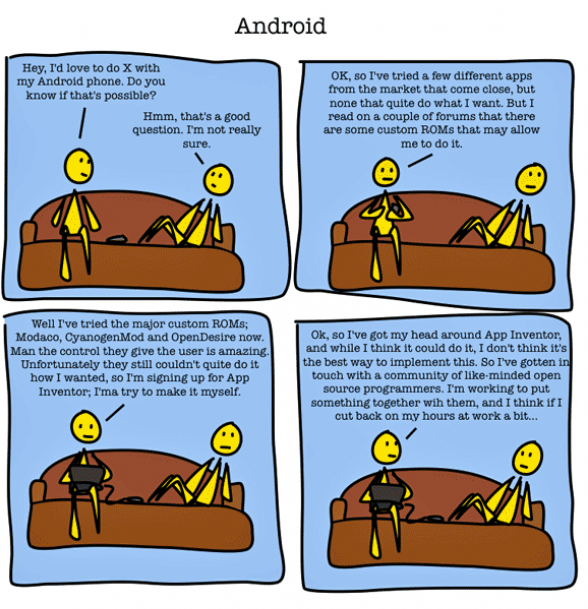 Android
Hey, I'd love to do X with
my Android phone. Do you
know if that's possible?
Hmm, that's a good
question. I'm not really
sure.
OK, so I've tried a few different apps
from the market that come close, but
none that quite do what I want. But I
read on a couple of forums that there
are some custom ROMs that may allow
me to do it.
Well I've tried the major custom ROMs;
Modaco, CyanogenMod and OpenDesire now.
Man the control they give the user is amazing.
Unfortunately they still couldn't quite do it
how I wanted, so I'm signing up for App
Inventor; I'ma try to make it myself.
Ok, so I've got my head around App Inventor,
and while I think it could do it, I don't think it's
the best way to implement this. So I've gotten in
touch with a community of like-minded open
source programmers. I'm working to put
something together wih them, and I think if I
cut back on my hours at work a bit...